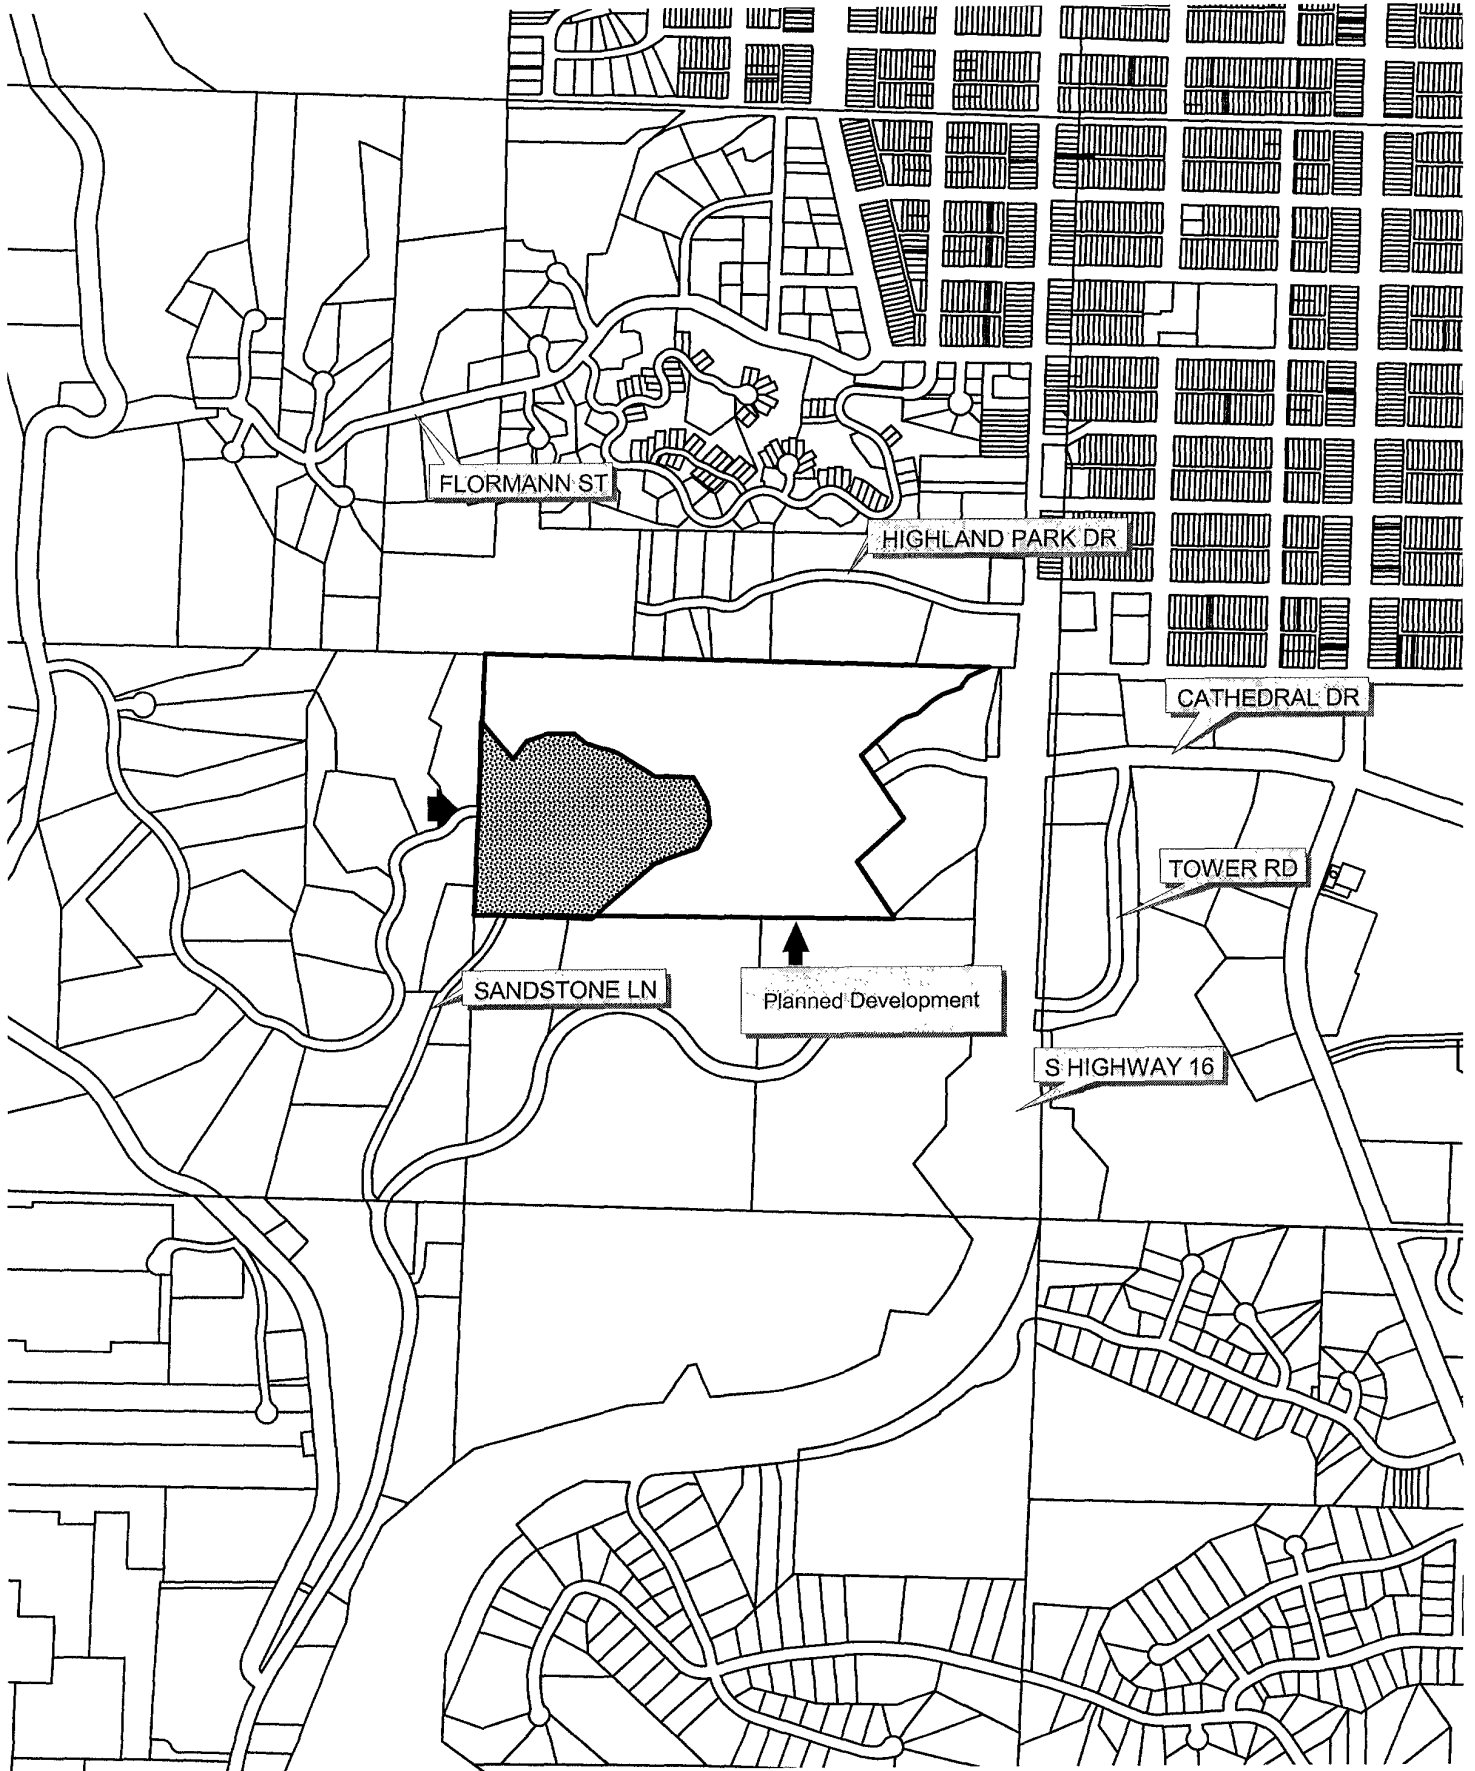 FLORMANN ST
HIGHLAND PARK DR
CATHEDRAL DR
TOWER RD
SANDSTONE LN
Planned Development
S HIGHWAY 16